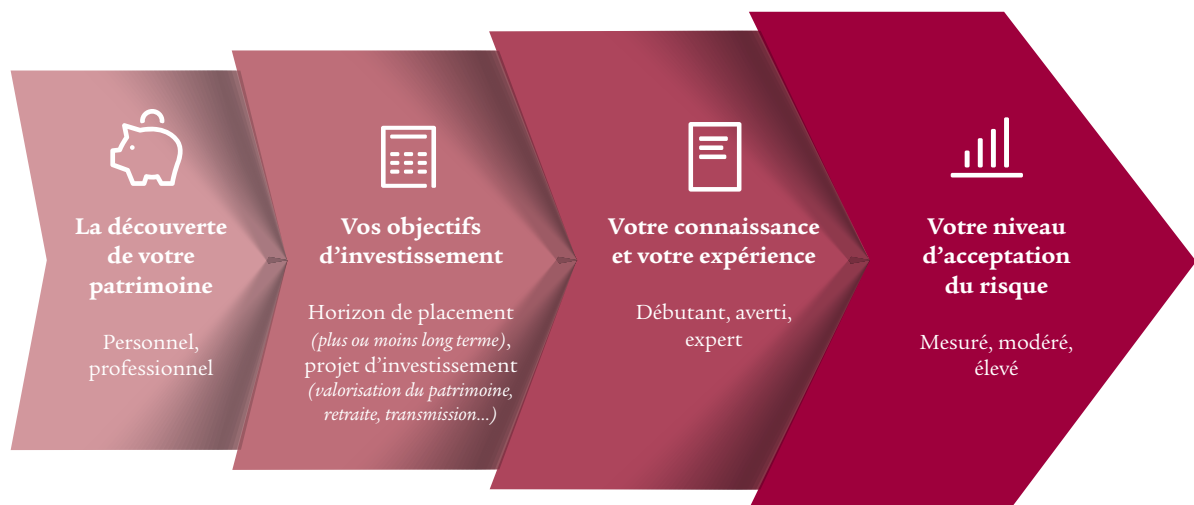 La découverte
de votre
patrimoine
Personnel,
professionnel
Vos objectifs
d’investissement
Horizon de placement
(plus ou moins long terme),
projet d’investissement
(valorisation du patrimoine,
retraite, transmission...)
Votre connaissance
et votre expérience
Débutant, averti,
expert
Votre niveau
d’acceptation
du risque
Mesuré, modéré,
élevé